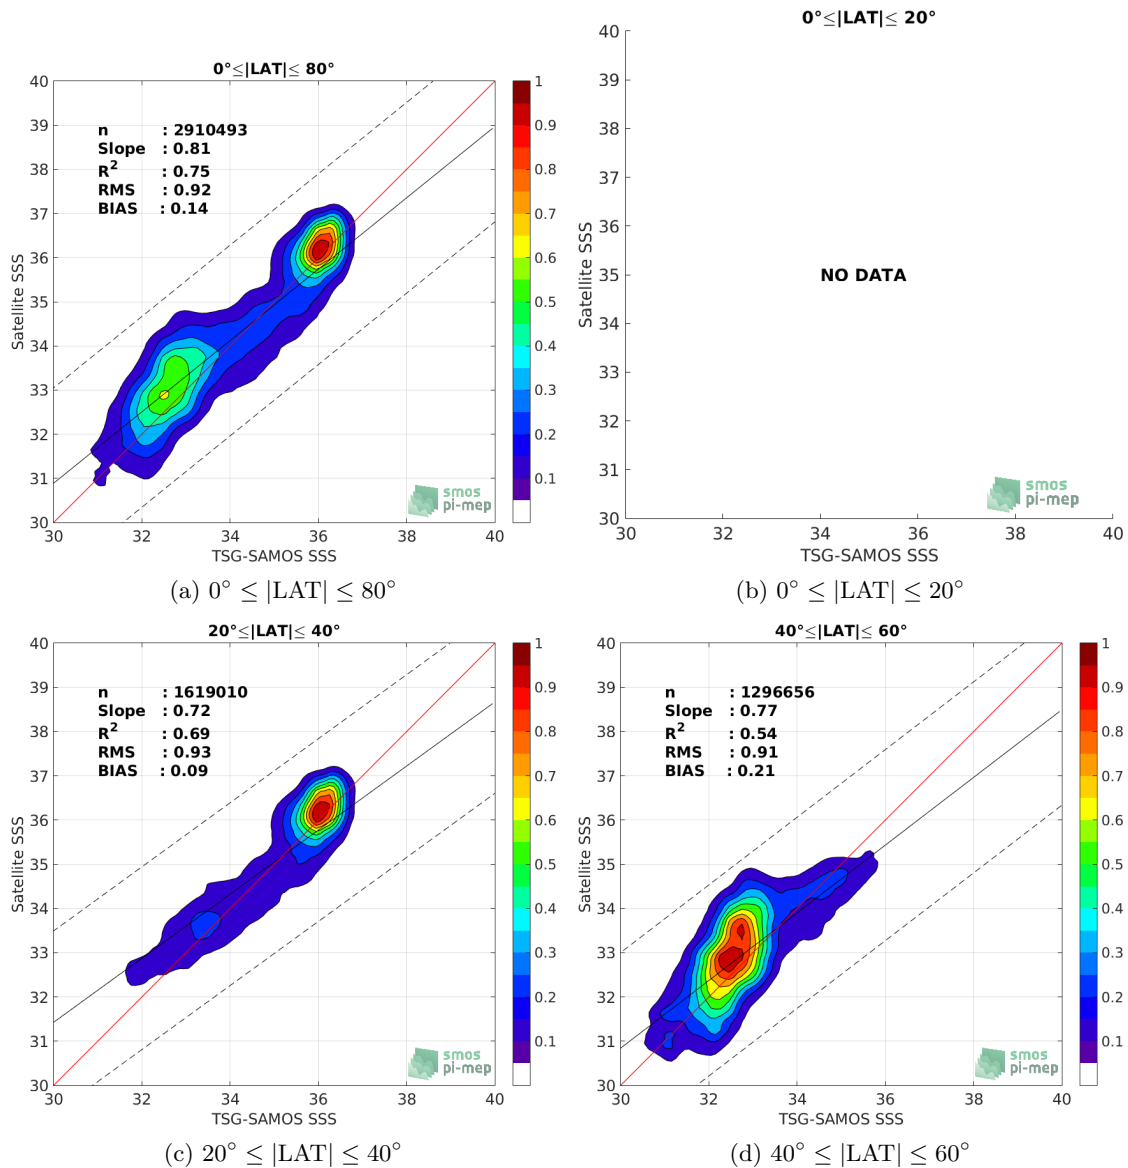 0°≤|LAT|≤ 80°
40
39
38
37
36
35
34
33
32
31
30
Satellite SSS
n : 2910493
Slope : 0.81
R2 : 0.75
RMS : 0.92
BIAS : 0.14
smos
pi-mep
30 32 34 36 38 40
TSG-SAMOS SSS
1
0.9
0.8
0.7
0.6
0.5
0.4
0.3
0.2
0.1
(a) 0° ≤ |LAT| ≤ 80°
0°≤|LAT|≤ 20°
40
39
38
37
36
35
34
33
32
31
30
Satellite SSS
NO DATA
smos
pi-mep
30 32 34 36 38 40
TSG-SAMOS SSS
(b) 0° ≤ |LAT| ≤ 20°
20°≤|LAT|≤ 40°
40
39
38
37
36
35
34
33
32
31
30
Satellite SSS
n : 1619010
Slope : 0.72
R2 : 0.69
RMS : 0.93
BIAS : 0.09
smos
pi-mep
30 32 34 36 38 40
TSG-SAMOS SSS
1
0.9
0.8
0.7
0.6
0.5
0.4
0.3
0.2
0.1
(c) 20° ≤ |LAT| ≤ 40°
40°≤|LAT|≤ 60°
40
39
38
37
36
35
34
33
32
31
30
Satellite SSS
n : 1296656
Slope : 0.77
R2 : 0.54
RMS : 0.91
BIAS : 0.21
smos
pi-mep
30 32 34 36 38 40
TSG-SAMOS SSS
1
0.9
0.8
0.7
0.6
0.5
0.4
0.3
0.2
0.1
(d) 40° ≤ |LAT| ≤ 60°